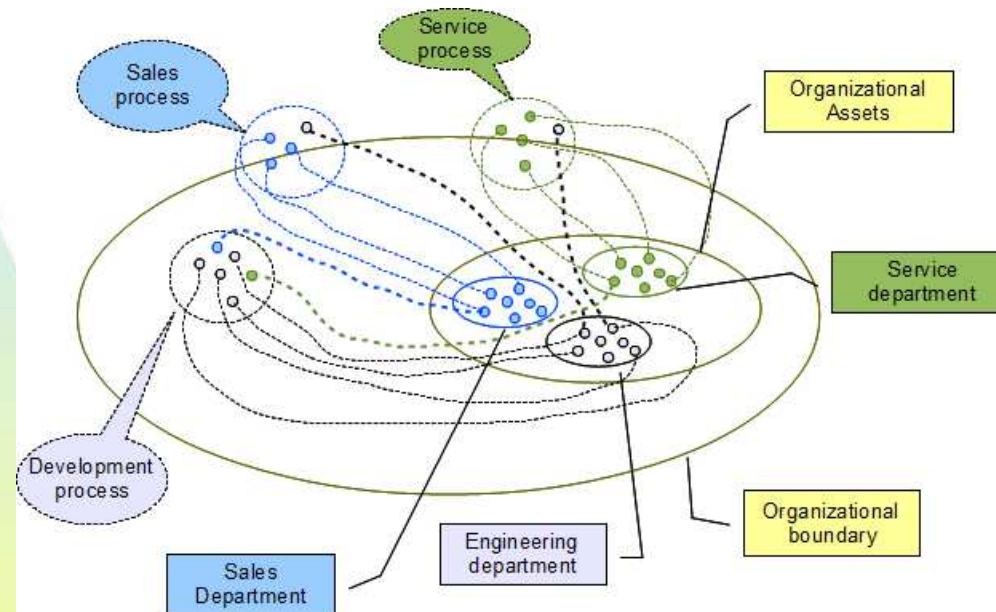 Service
process
Sales
process
Organizational
Assets
Service
department
Development
process
Organizational
boundary
Engineering
department
Sales
Department